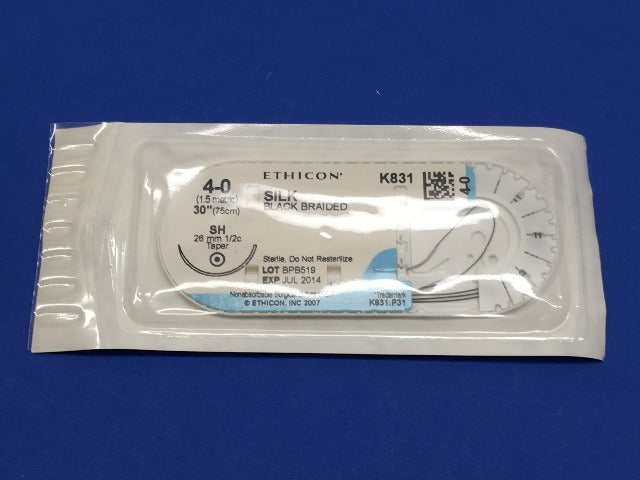 ETHICON®
K831
4-0
(1.5 metric)
30" (75cm)
SILK
BLACK BRAIDED
4-0
SH
26 mm 1/2c
Taper
Sterile, Do Not Resterilize
LOT BPB519
EXP JUL 2014
Nonabsorbable Surgical
Trademark
© ETHICON, INC 2007
K831.P31